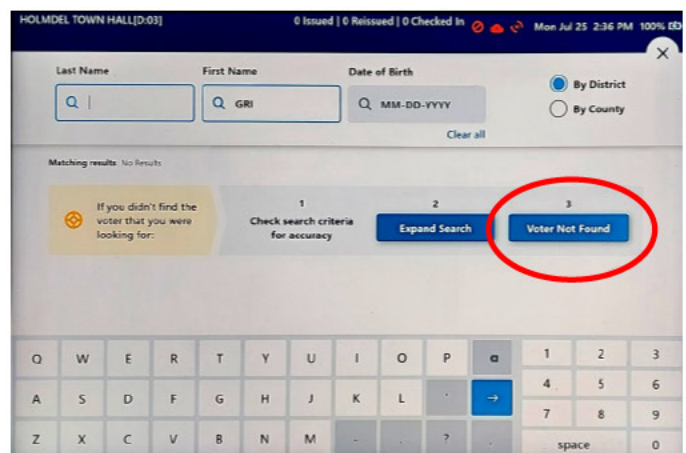 HOLMDEL TOWN HALL[D:03] 0 Issued | 0 Reissued | 0 Checked In Mon Jul 25 2:36 PM 100%
Last Name First Name Date of Birth
By District
GRI MM-DD-YYYY
By County
Clear all
Matching results No Results
If you didn't find the
voter that you were
looking for:
1
Check search criteria
for accuracy
2
Expand Search
3
Voter Not Found
Q W E R T Y U I O P 1 2 3
A S D F G H J K L ' → 4 5 6
7 8 9
Z X C V B N M - . ? space 0